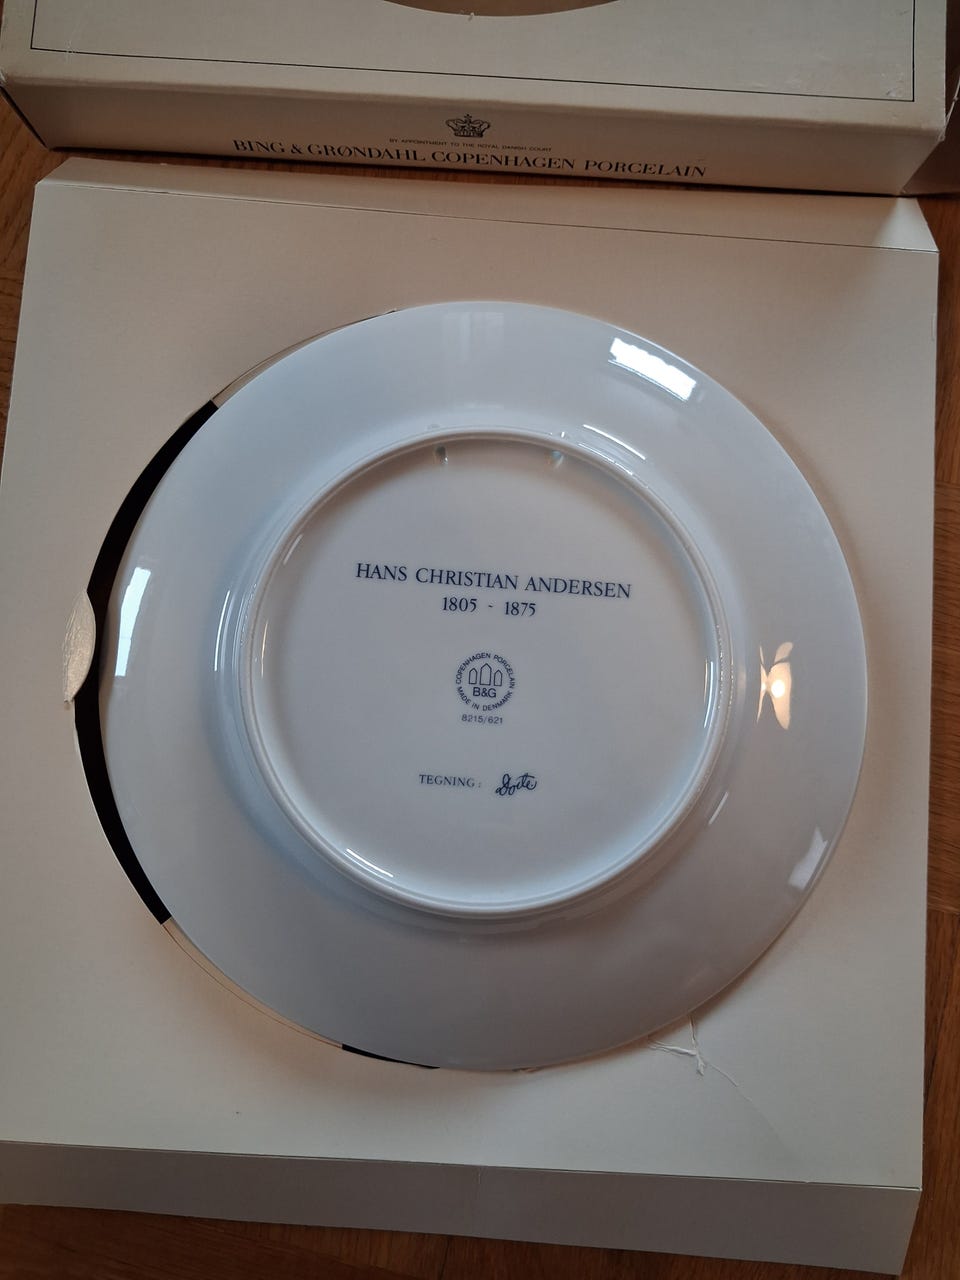 BY APPOINTMENT TO THE ROYAL DANISH COURT
BING & GRØNDAHL COPENHAGEN PORCELAIN
HANS CHRISTIAN ANDERSEN
1805 - 1875
COPENHAGEN PORCELAIN
B&G
MADE IN DENMARK
8215/621
TEGNING: